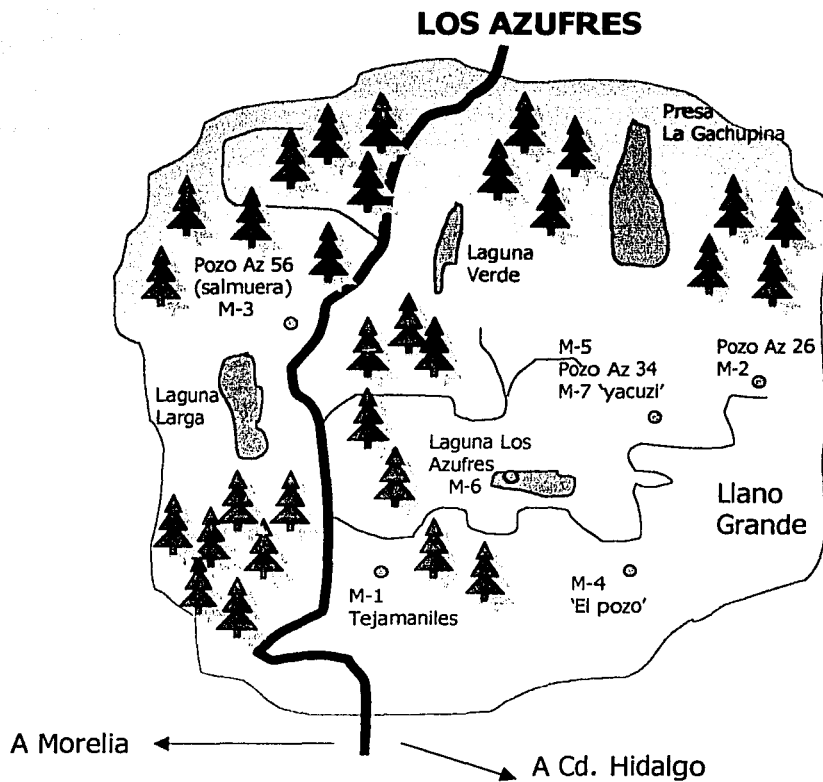 LOS AZUFRES
Presa
La Gachupina
Laguna
Verde
Pozo Az 56
(salmuera)
M-3
M-5
Pozo Az 34
M-7 'yacuzi'
Pozo Az 26
M-2
Laguna
Larga
Laguna Los
Azufres
M-6
Llano
Grande
M-1
Tejamaniles
M-4
'El pozo'
A Morelia
A Cd. Hidalgo